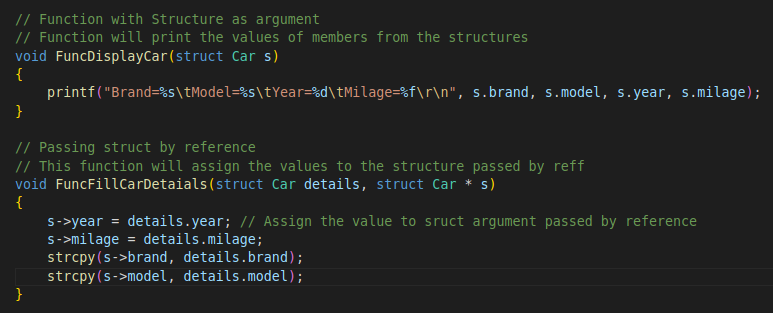 // Function with Structure as argument
// Function will print the values of members from the structures
void FuncDisplayCar(struct Car s)
{
    printf("Brand=%s\tModel=%s\tYear=%d\tMilage=%f\r\n", s.brand, s.model, s.year, s.milage);
}

// Passing struct by reference
// This function will assign the values to the structure passed by reff
void FuncFillCarDetaials(struct Car details, struct Car * s)
{
    s->year = details.year; // Assign the value to sruct argument passed by reference
    s->milage = details.milage;
    strcpy(s->brand, details.brand);
    strcpy(s->model, details.model);
}